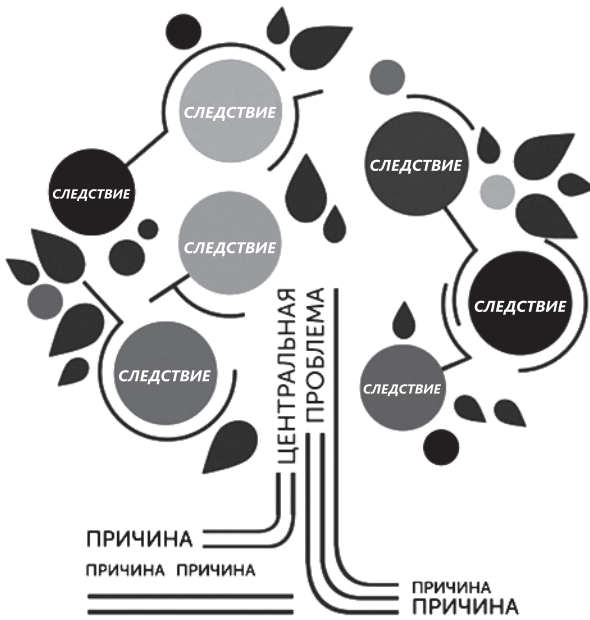 СЛЕДСТВИЕ
СЛЕДСТВИЕ
СЛЕДСТВИЕ
СЛЕДСТВИЕ
СЛЕДСТВИЕ
СЛЕДСТВИЕ
СЛЕДСТВИЕ
ЦЕНТРАЛЬНАЯ
ПРОБЛЕМА
ПРИЧИНА
ПРИЧИНА ПРИЧИНА
ПРИЧИНА
ПРИЧИНА